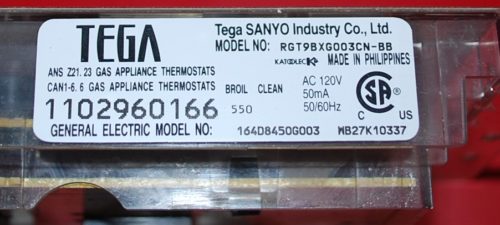 TEGA
Tega SANYO Industry Co., Ltd.
MODEL NO: RGT9BXG003CN-BB
KATOOLEC K MADE IN PHILIPPINES
ANS Z21.23 GAS APPLIANCE THERMOSTATS
CAN1-6.6 GAS APPLIANCE THERMOSTATS
BROIL CLEAN
550
AC 120V
50mA
50/60Hz
SA
C US
1102960166
GENERAL ELECTRIC MODEL NO: 164D8450G003 WB27K10337